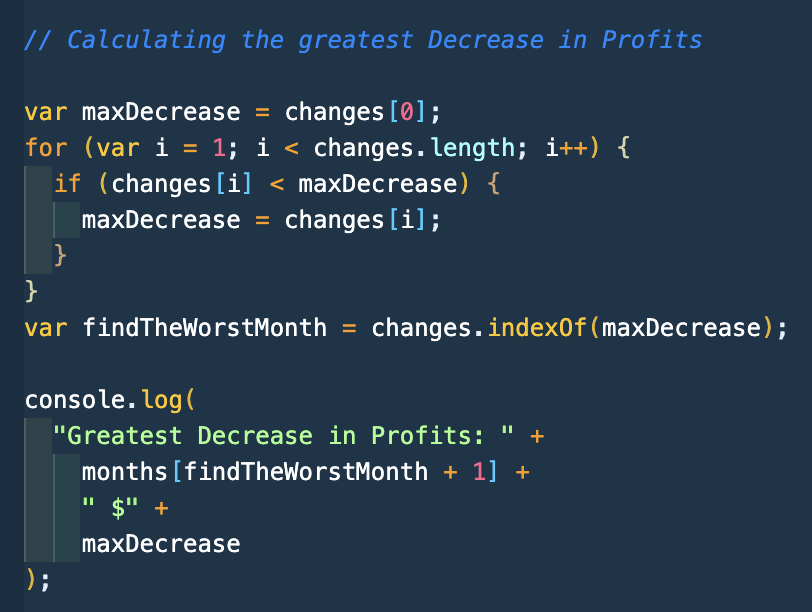 // Calculating the greatest Decrease in Profits
var maxDecrease = changes[0];
for (var i = 1; i < changes.length; i++) {
if (changes[i] < maxDecrease) {
maxDecrease = changes[i];
}
}
var findTheWorstMonth = changes.indexOf(maxDecrease);
console.log(
"Greatest Decrease in Profits: " +
months[findTheWorstMonth + 1] +
" $" +
maxDecrease
);